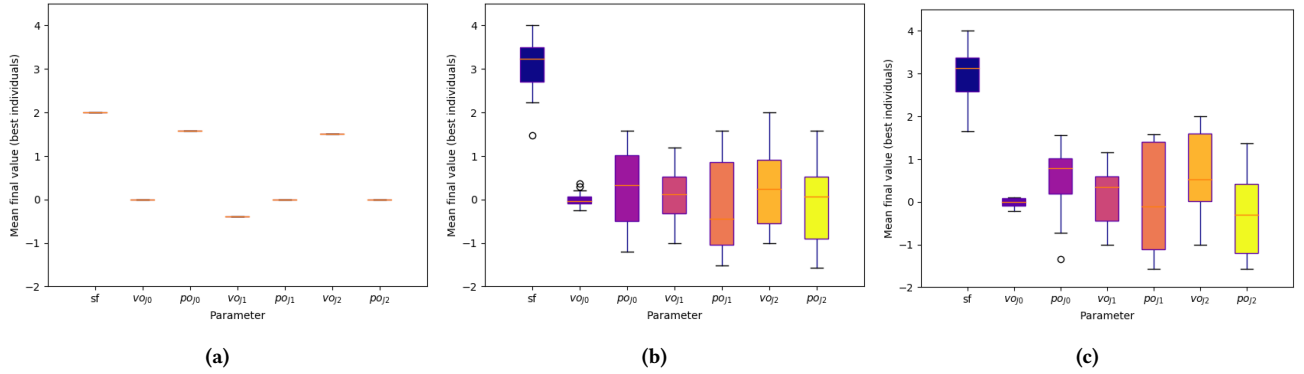 4
3
2
1
0
−1
−2
Mean final value (best individuals)
sf vo_J0 po_J0 vo_J1 po_J1 vo_J2 po_J2
Parameter
(a)
4
3
2
1
0
−1
−2
Mean final value (best individuals)
sf vo_J0 po_J0 vo_J1 po_J1 vo_J2 po_J2
Parameter
(b)
4
3
2
1
0
−1
−2
Mean final value (best individuals)
sf vo_J0 po_J0 vo_J1 po_J1 vo_J2 po_J2
Parameter
(c)